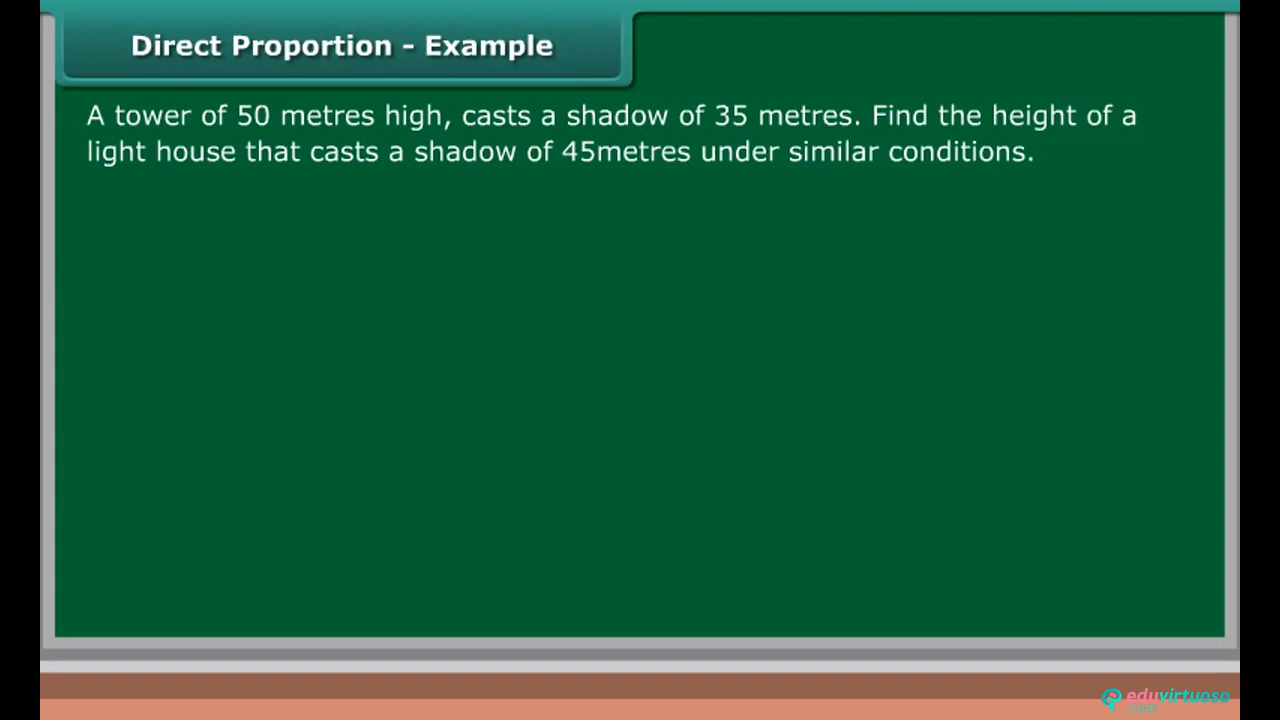 Direct Proportion - Example
A tower of 50 metres high, casts a shadow of 35 metres. Find the height of a
light house that casts a shadow of 45metres under similar conditions.
eduvirtuoso
.com